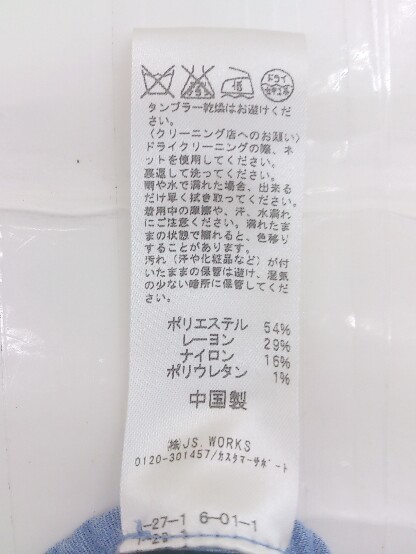 ドライ
セキユ系
低
タンブラー乾燥はお避けくだ
さい。
〈クリーニング店へのお願い〉
ドライクリーニングの際、ネ
ットを使用してください。
裏返して洗ってください。
雨や水で濡れた場合、出来る
だけ早く拭き取ってください。
着用中の摩擦や、汗、水濡れ
にご注意ください。濡れたま
まの状態で擦れると、色移り
することがあります。
汚れ（汗や化粧品など）が付
いたままの保管は避け、湿気
の少ない暗所に保管してくだ
さい。
ポリエステル 54%
レーヨン 29%
ナイロン 16%
ポリウレタン 1%
中国製
㈱JS. WORKS
0120-301457/カスタマーサポート
-27-1 6-01-1